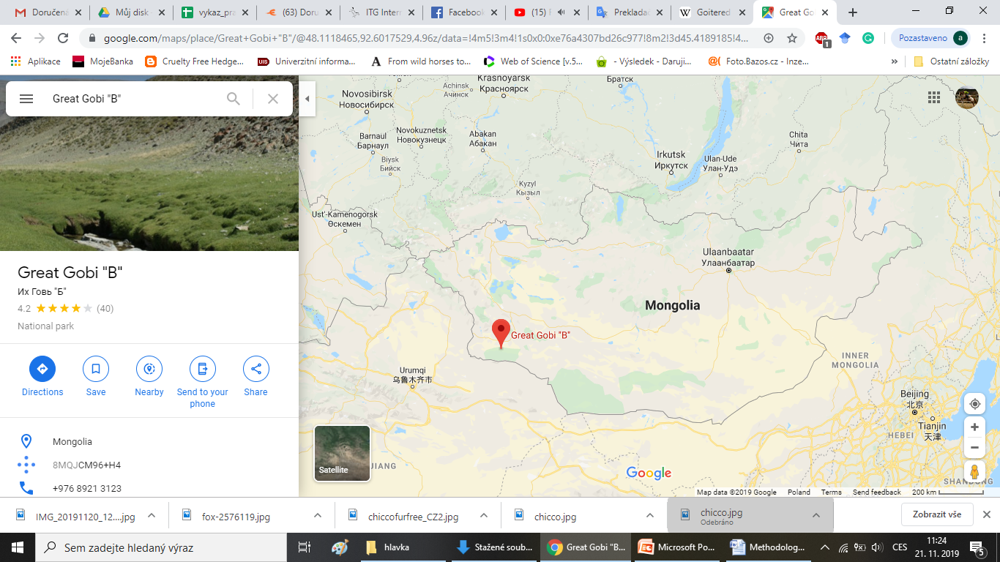 Doručená
Můj disk
vykaz_pra
(63) Doru
ITG Intern
Facebook
(15) F
Prekladac
Goitered
Great Go
google.com/maps/place/Great+Gobi+"B"/@48.1118465,92.6017529,4.96z/data=!4m5!3m4!1s0x0:0xe76a4307bd26c977!8m2!3d45.4189185!4...
ABP
1
Pozastaveno
a
Aplikace
MojeBanka
Cruelty Free Hedge...
Univerzitní informa...
From wild horses to...
Web of Science [v.5...
- Výsledek - Daruji...
Foto.Bazos.cz - Inze...
»
Ostatní záložky
Great Gobi "B"
Great Gobi "B"
Их Говь "Б"
4.2 ★★★★★ (40)
National park
Directions
Save
Nearby
Send to your
phone
Share
Mongolia
8MQJCM96+H4
+976 8921 3123
Krasnoyarsk
Красноярск
Братск
Achinsk
Ачинск
Novosibirsk
Новосибирск
Novokuznetsk
Новокузнецк
Barnaul
Барнаул
Abakan
Абакан
Biysk
Бийск
Irkutsk
Иркутск
Ulan-Ude
Улан-Удэ
Chita
Чита
Kyzyl
Кызыл
Ust'-Kamenogorsk
Өскемен
Ulaanbaatar
Улаанбаатар
Mongolia
Great Gobi "B"
Urumqi
乌鲁木齐市
INNER
MONGOLIA
Beijing
北京
Tianjin
天津
HEBEI
SHANDONG
JIANG
Satellite
Google
Map data ©2019 Google
Poland
Terms
Send feedback
200 km
IMG_20191120_12....jpg
fox-2576119.jpg
chiccofurfree_CZ2.jpg
chicco.jpg
chicco.jpg
Odebráno
Zobrazit vše
Sem zadejte hledaný výraz
hlavka
Stažené soub...
Great Gobi "B"...
Microsoft Po...
Methodolog...
CES
11:24
21. 11. 2019
5